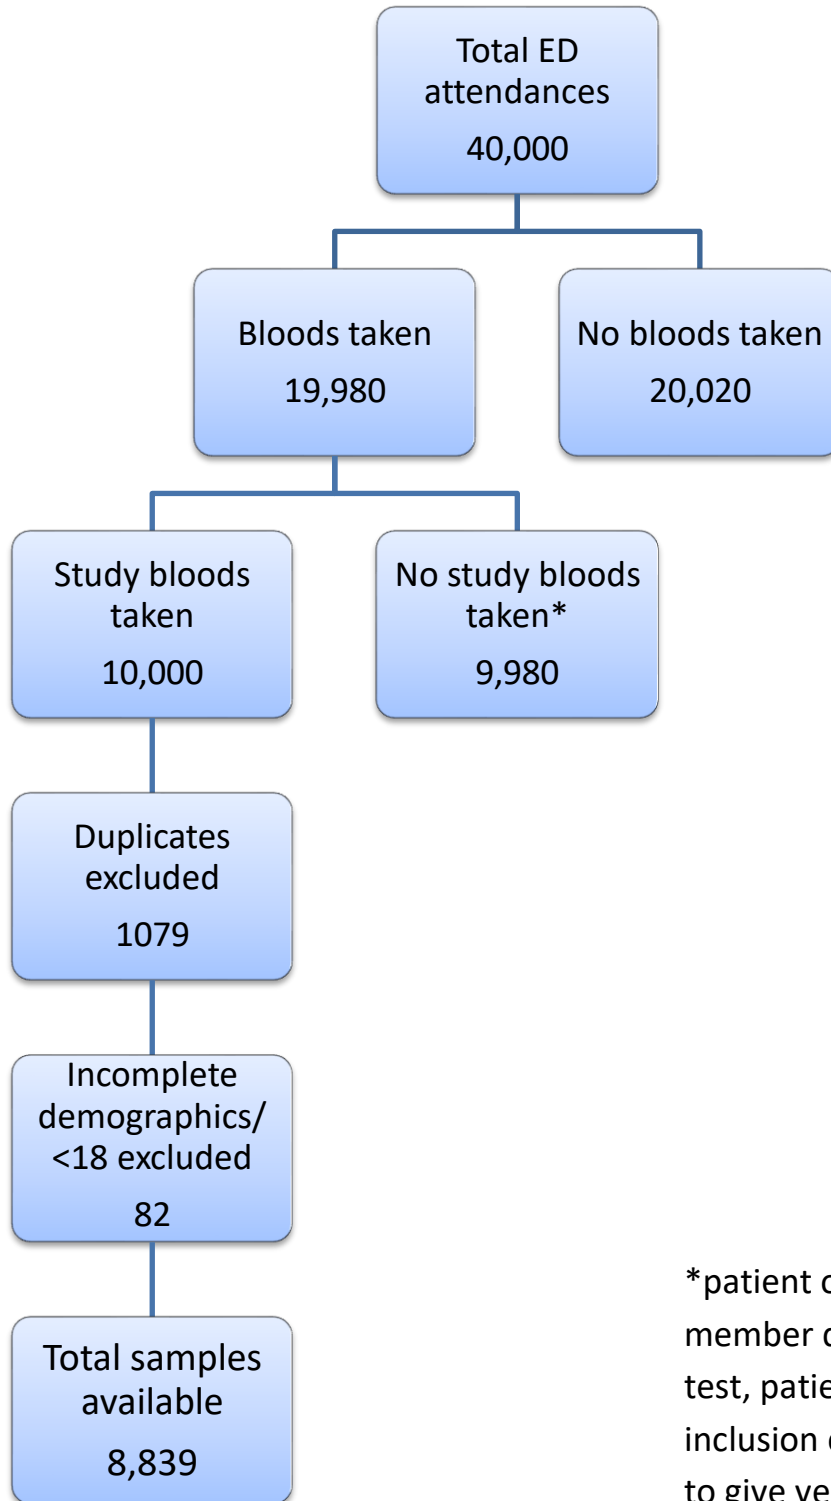 Total ED
attendances
40,000
Bloods taken
19,980
No bloods taken
20,020
Study bloods
taken
10,000
No study bloods
taken*
9,980
Duplicates
excluded
1079
Incomplete
demographics/
<18 excluded
82
Total samples
available
8,839
*patient
member
test,
inclusion
to give